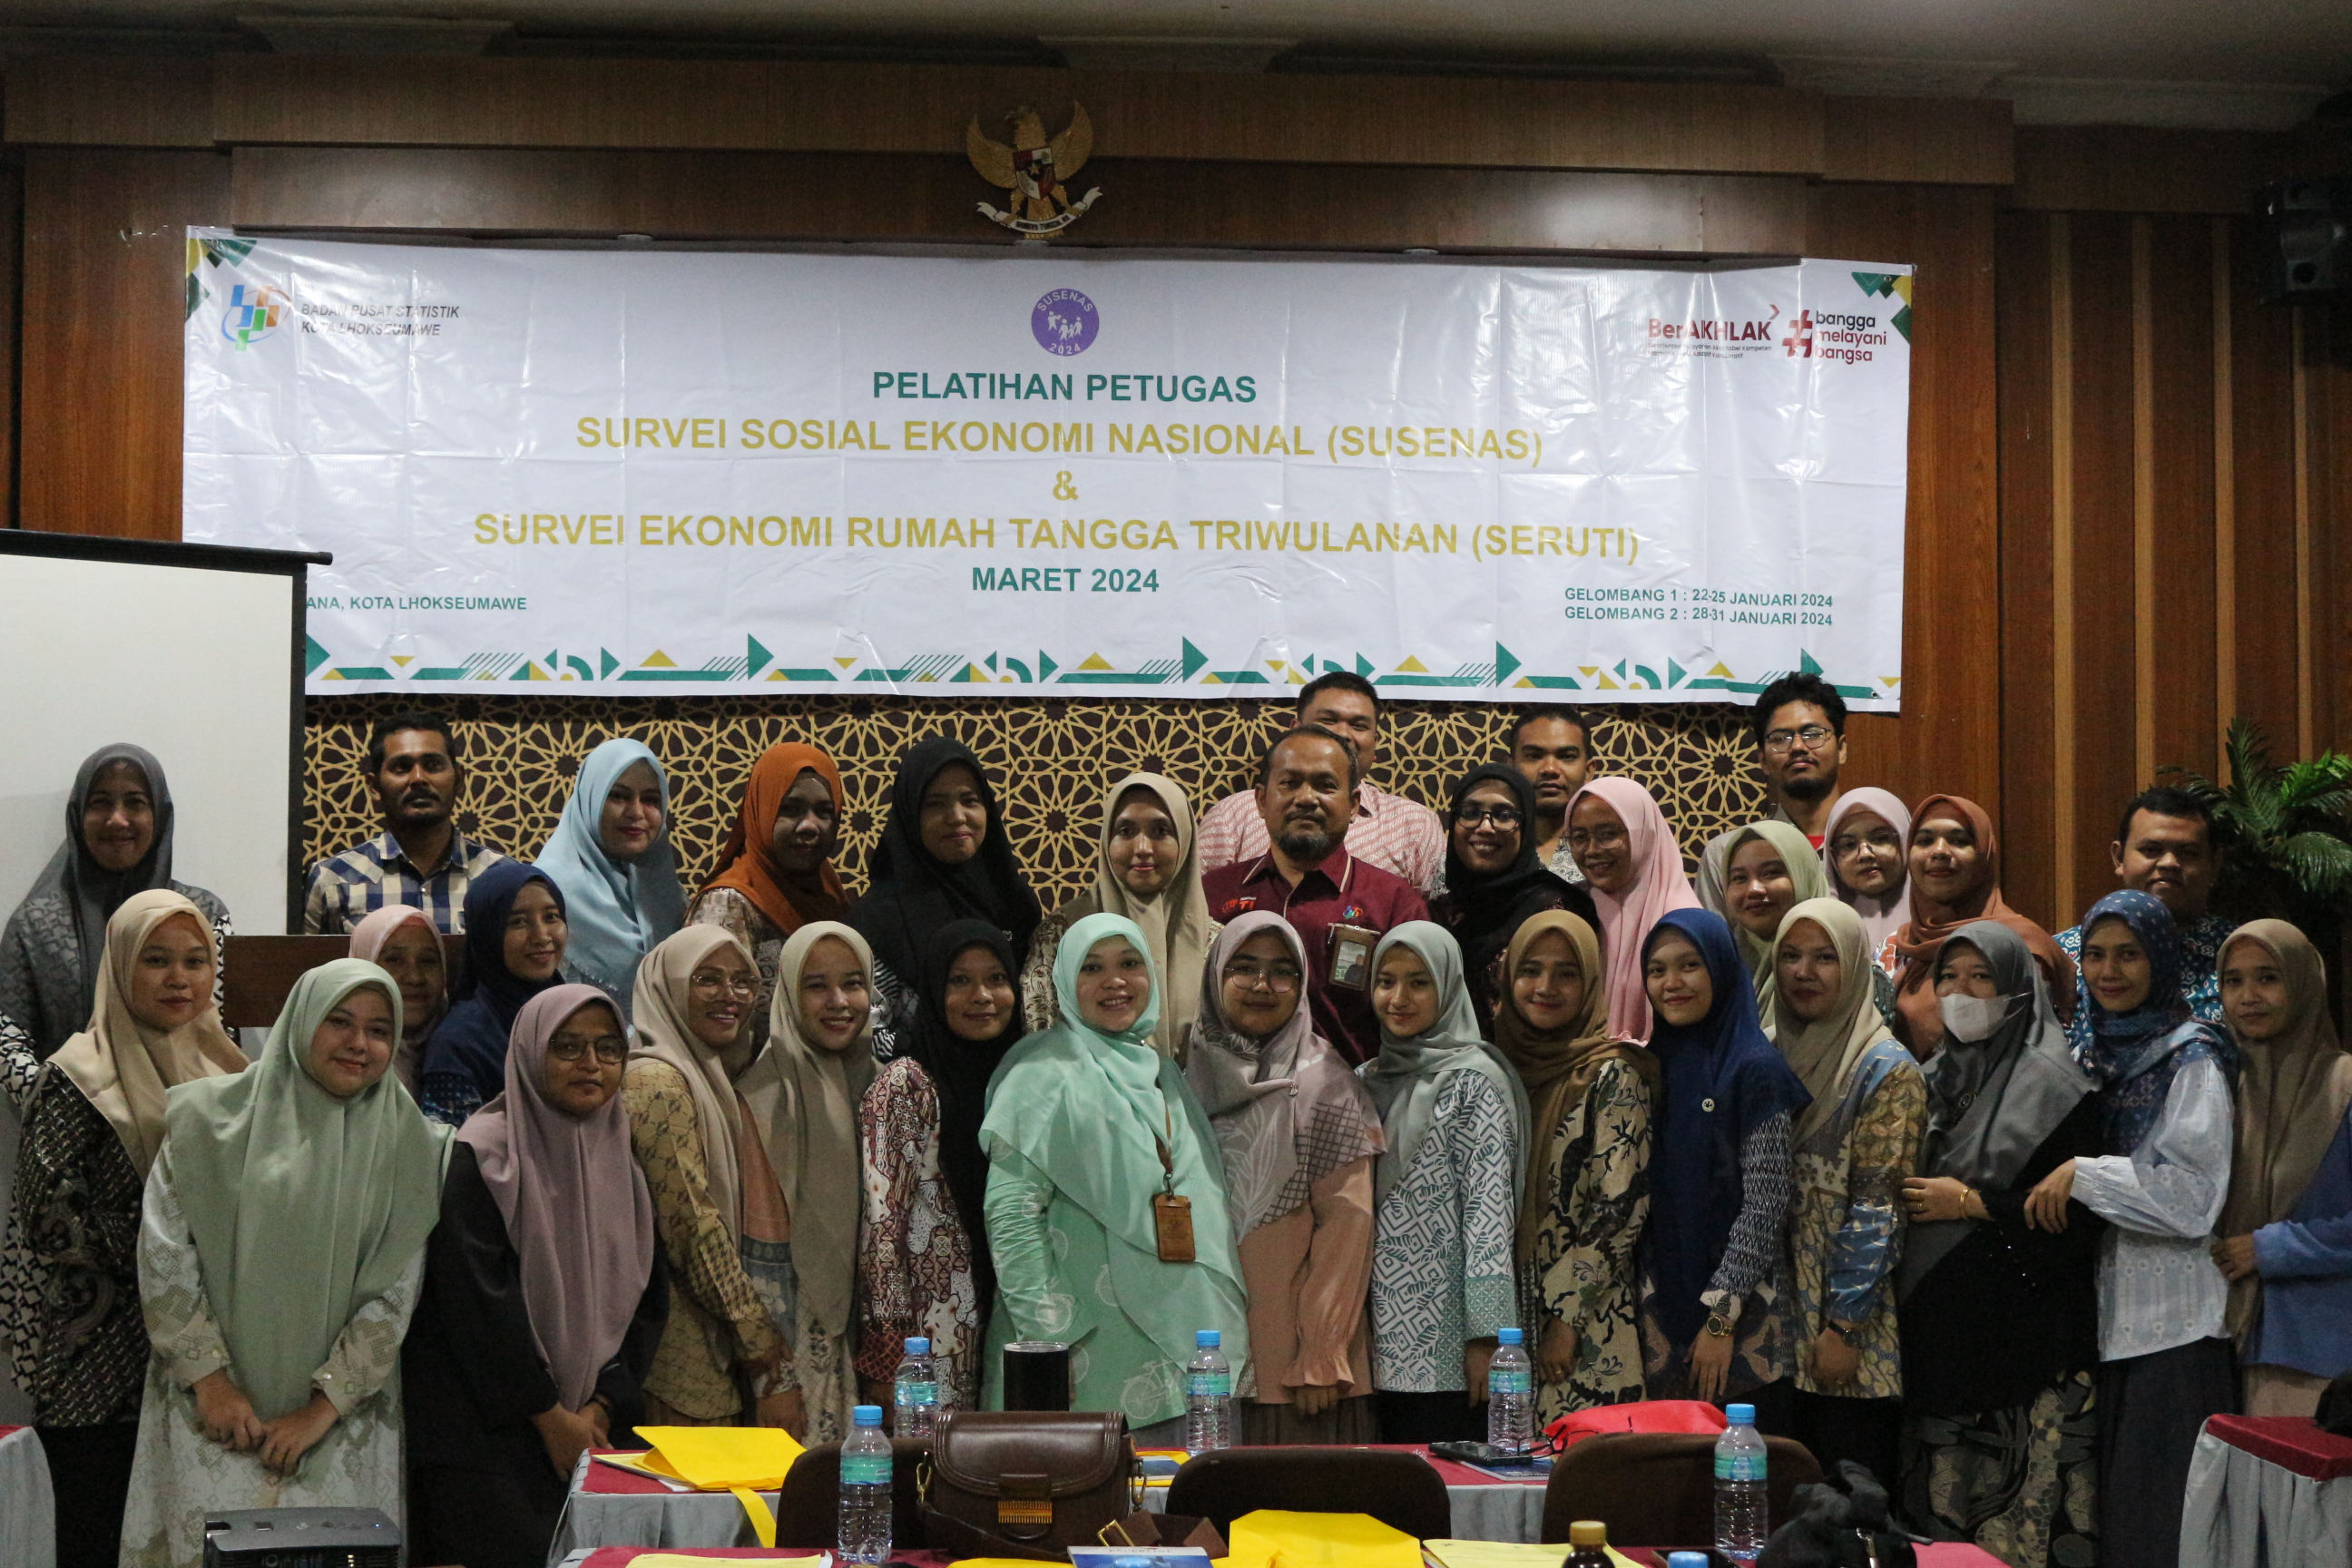 BADAN PUSAT STATISTIK
KOTA LHOKSEUMAWE
SUSENAS
2024
BerAKHLAK
#bangga
melayani
bangsa
PELATIHAN PETUGAS
SURVEI SOSIAL EKONOMI NASIONAL (SUSENAS)
&
SURVEI EKONOMI RUMAH TANGGA TRIWULANAN (SERUTI)
MARET 2024
ANA, KOTA LHOKSEUMAWE
GELOMBANG 1 : 22-25 JANUARI 2024
GELOMBANG 2 : 28-31 JANUARI 2024